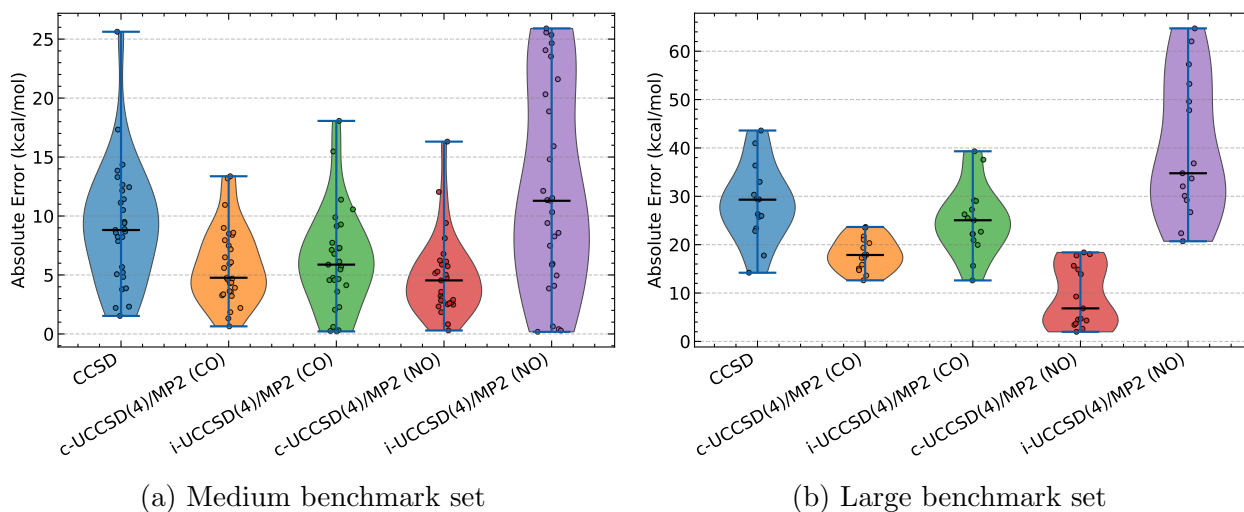 Absolute Error (kcal/mol)
25
20
15
10
5
0
CCSD
c-UCCSD(4)/MP2 (CO)
i-UCCSD(4)/MP2 (CO)
c-UCCSD(4)/MP2 (NO)
i-UCCSD(4)/MP2 (NO)
(a) Medium benchmark set
Absolute Error (kcal/mol)
60
50
40
30
20
10
0
CCSD
c-UCCSD(4)/MP2 (CO)
i-UCCSD(4)/MP2 (CO)
c-UCCSD(4)/MP2 (NO)
i-UCCSD(4)/MP2 (NO)
(b) Large benchmark set